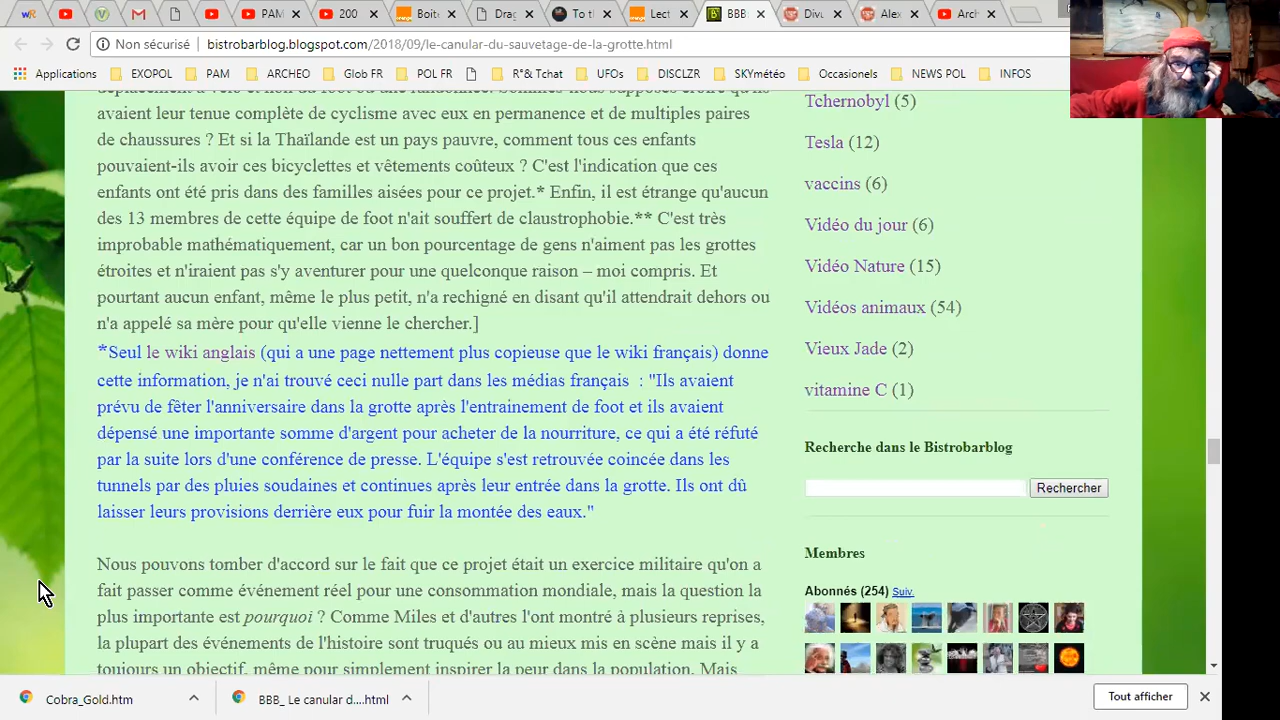 PAM
200
Boite
Drag
To th
Lect
BBB
Divu
Alex
Arch
Non sécurisé
bistrobarblog.blogspot.com/2018/09/le-canular-du-sauvetage-de-la-grotte.html
Applications
EXOPOL
PAM
ARCHEO
Glob FR
POL FR
R°& Tchat
UFOs
DISCLZR
SKYmétéo
Occasionels
NEWS POL
INFOS
avaient leur tenue complète de cyclisme avec eux en permanence et de multiples paires
de chaussures ? Et si la Thaïlande est un pays pauvre, comment tous ces enfants
pouvaient-ils avoir ces bicyclettes et vêtements coûteux ? C'est l'indication que ces
enfants ont été pris dans des familles aisées pour ce projet.* Enfin, il est étrange qu'aucun
des 13 membres de cette équipe de foot n'ait souffert de claustrophobie.** C'est très
improbable mathématiquement, car un bon pourcentage de gens n'aiment pas les grottes
étroites et n'iraient pas s'y aventurer pour une quelconque raison – moi compris. Et
pourtant aucun enfant, même le plus petit, n'a rechigné en disant qu'il attendrait dehors ou
n'a appelé sa mère pour qu'elle vienne le chercher.]
*Seul le wiki anglais (qui a une page nettement plus copieuse que le wiki français) donne
cette information, je n'ai trouvé ceci nulle part dans les médias français : "Ils avaient
prévu de fêter l'anniversaire dans la grotte après l'entrainement de foot et ils avaient
dépensé une importante somme d'argent pour acheter de la nourriture, ce qui a été réfuté
par la suite lors d'une conférence de presse. L'équipe s'est retrouvée coincée dans les
tunnels par des pluies soudaines et continues après leur entrée dans la grotte. Ils ont dû
laisser leurs provisions derrière eux pour fuir la montée des eaux."
Nous pouvons tomber d'accord sur le fait que ce projet était un exercice militaire qu'on a
fait passer comme événement réel pour une consommation mondiale, mais la question la
plus importante est pourquoi ? Comme Miles et d'autres l'ont montré à plusieurs reprises,
la plupart des événements de l'histoire sont truqués ou au mieux mis en scène mais il y a
toujours un objectif, même pour simplement inspirer la peur dans la population. Mais
Tchernobyl (5)
Tesla (12)
vaccins (6)
Vidéo du jour (6)
Vidéo Nature (15)
Vidéos animaux (54)
Vieux Jade (2)
vitamine C (1)
Recherche dans le Bistrobarblog
Rechercher
Membres
Abonnés (254) Suiv.
Cobra_Gold.htm
BBB_ Le canular d....html
Tout afficher